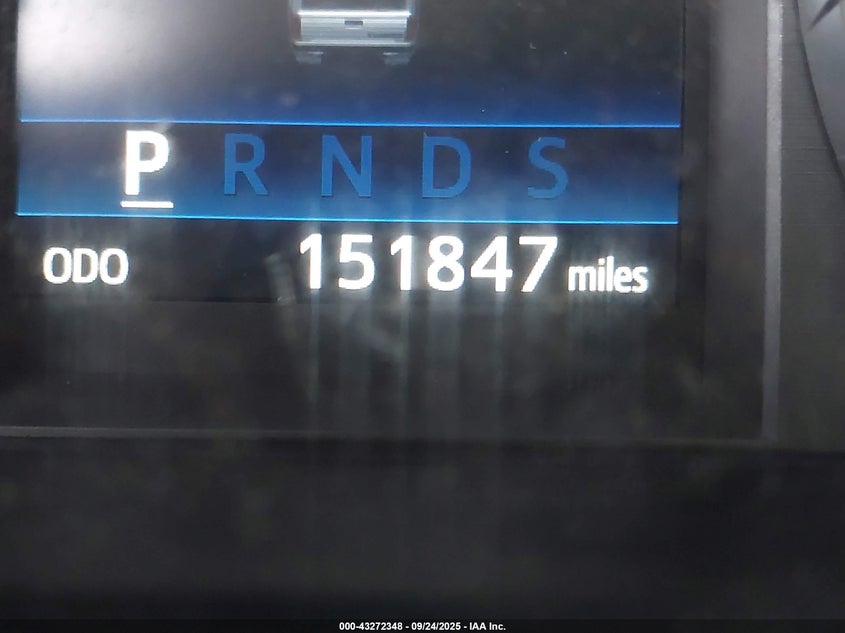 P R N D S
ODO 151847 miles
000-43272348 - 09/24/2025 - IAA Inc.